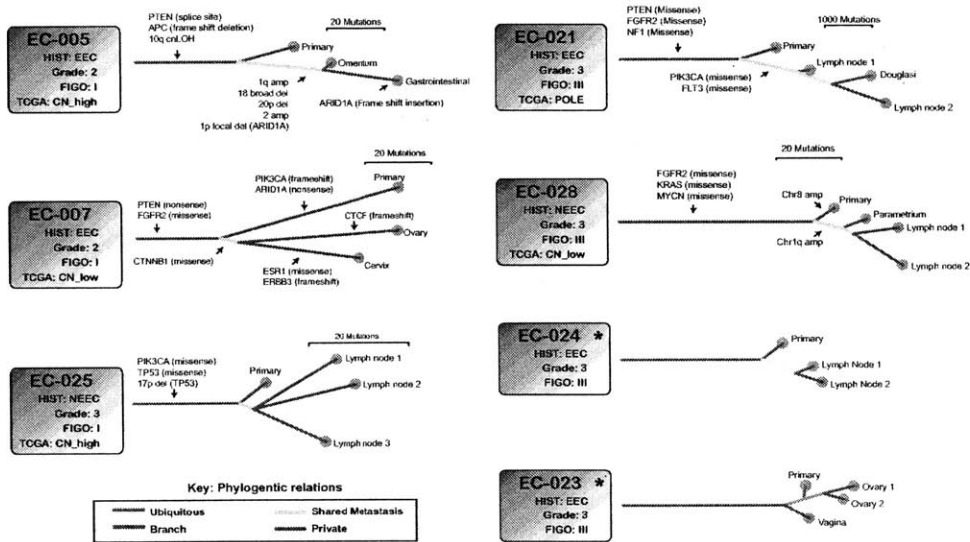 EC-005
HIST: EEC
Grade: 2
FIGO: I
TCGA: CN_high
PTEN (splice site)
APC (frame shift deletion)
10q cnLOH
20 Mutations
Primary
Omentum
Gastrointestinal
1q amp
18 broad del
20p del
2 amp
1p local del (ARID1A)
ARID1A (Frame shift insertion)
EC-021
HIST: EEC
Grade: 3
FIGO: III
TCGA: POLE
PTEN (Missense)
FGFR2 (Missense)
NF1 (Missense)
1000 Mutations
Primary
Lymph node 1
Douglasi
Lymph node 2
PIK3CA (missense)
FLT3 (missense)
EC-007
HIST: EEC
Grade: 2
FIGO: I
TCGA: CN_low
PTEN (nonsense)
FGFR2 (missense)
CTNNB1 (missense)
PIK3CA (frameshift)
ARID1A (nonsense)
20 Mutations
Primary
CTCF (frameshift)
Ovary
Cervix
ESR1 (missense)
ERBB3 (frameshift)
EC-028
HIST: NEEC
Grade: 3
FIGO: III
TCGA: CN_low
FGFR2 (missense)
KRAS (missense)
MYCN (missense)
20 Mutations
Chr8 amp
Primary
Parametrium
Lymph node 1
Chr1q amp
Lymph node 2
EC-025
HIST: NEEC
Grade: 3
FIGO: I
TCGA: CN_high
PIK3CA (missense)
TP53 (missense)
17p del (TP53)
20 Mutations
Primary
Lymph node 1
Lymph node 2
Lymph node 3
EC-024 *
HIST: EEC
Grade: 3
FIGO: III
Primary
Lymph Node 1
Lymph Node 2
EC-023 *
HIST: EEC
Grade: 3
FIGO: III
Primary
Ovary 1
Ovary 2
Vagina
Key: Phylogentic relations
Ubiquitous
Shared Metastasis
Branch
Private